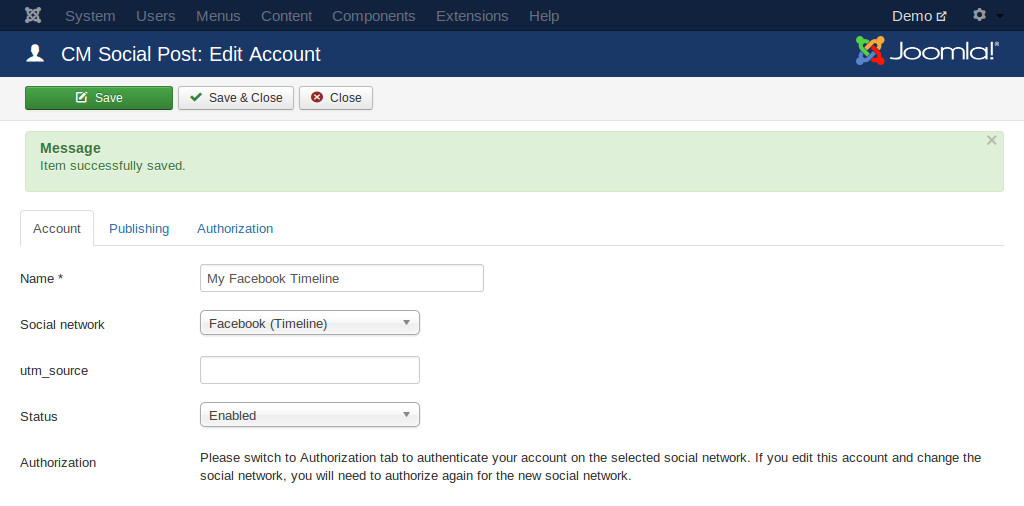 System Users Menus Content Components Extensions Help Demo
CM Social Post: Edit Account Joomla!®
Save Save & Close Close
Message
Item successfully saved.
Account Publishing Authorization
Name * My Facebook Timeline
Social network Facebook (Timeline)
utm_source
Status Enabled
Authorization Please switch to Authorization tab to authenticate your account on the selected social network. If you edit this account and change the
social network, you will need to authorize again for the new social network.